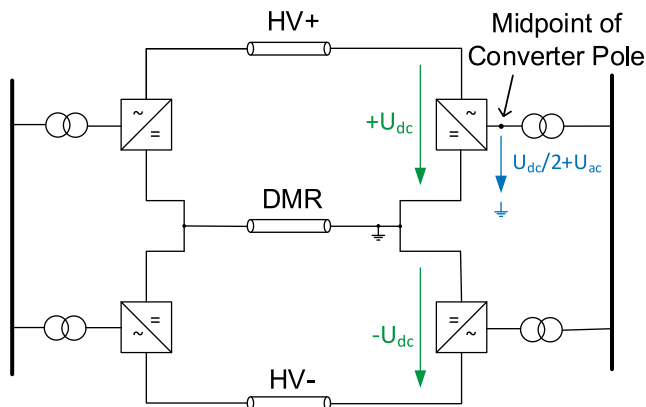 HV+
Midpoint of
Converter Pole
~
=
~
=
+Udc
Udc/2+Uac
DMR
=
~
=
~
-Udc
HV-